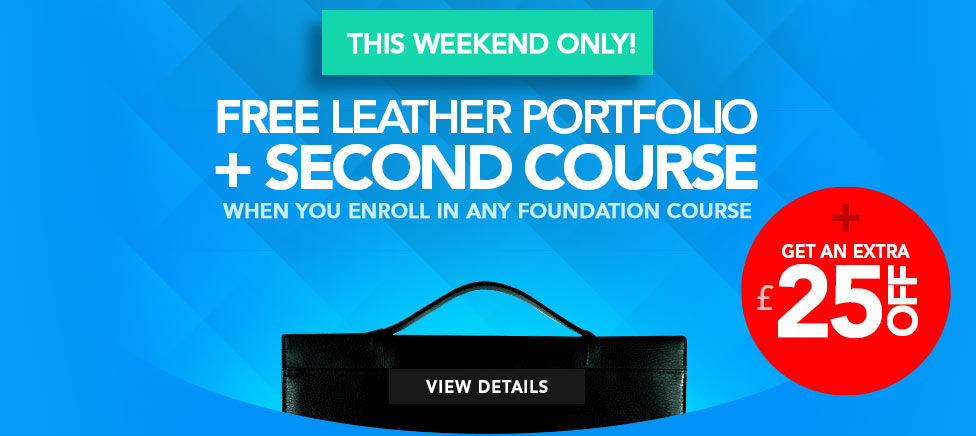 THIS WEEKEND ONLY!
FREE LEATHER PORTFOLIO
+ SECOND COURSE
WHEN YOU ENROLL IN ANY FOUNDATION COURSE
+
GET AN EXTRA
£25 OFF
VIEW DETAILS